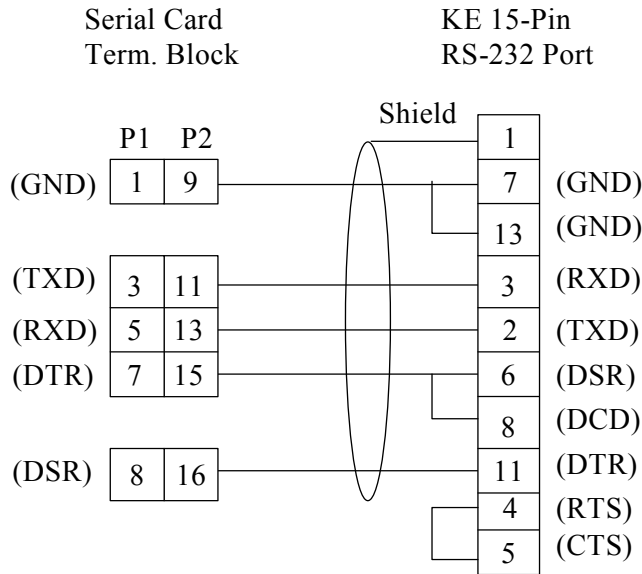 Serial Card KE 15-Pin
Term. Block RS-232 Port
Shield
P1 P2 1
(GND) 1 9 7 (GND)
13 (GND)
(TXD) 3 11 3 (RXD)
(RXD) 5 13 2 (TXD)
(DTR) 7 15 6 (DSR)
8 (DCD)
(DSR) 8 16 11 (DTR)
4 (RTS)
5 (CTS)